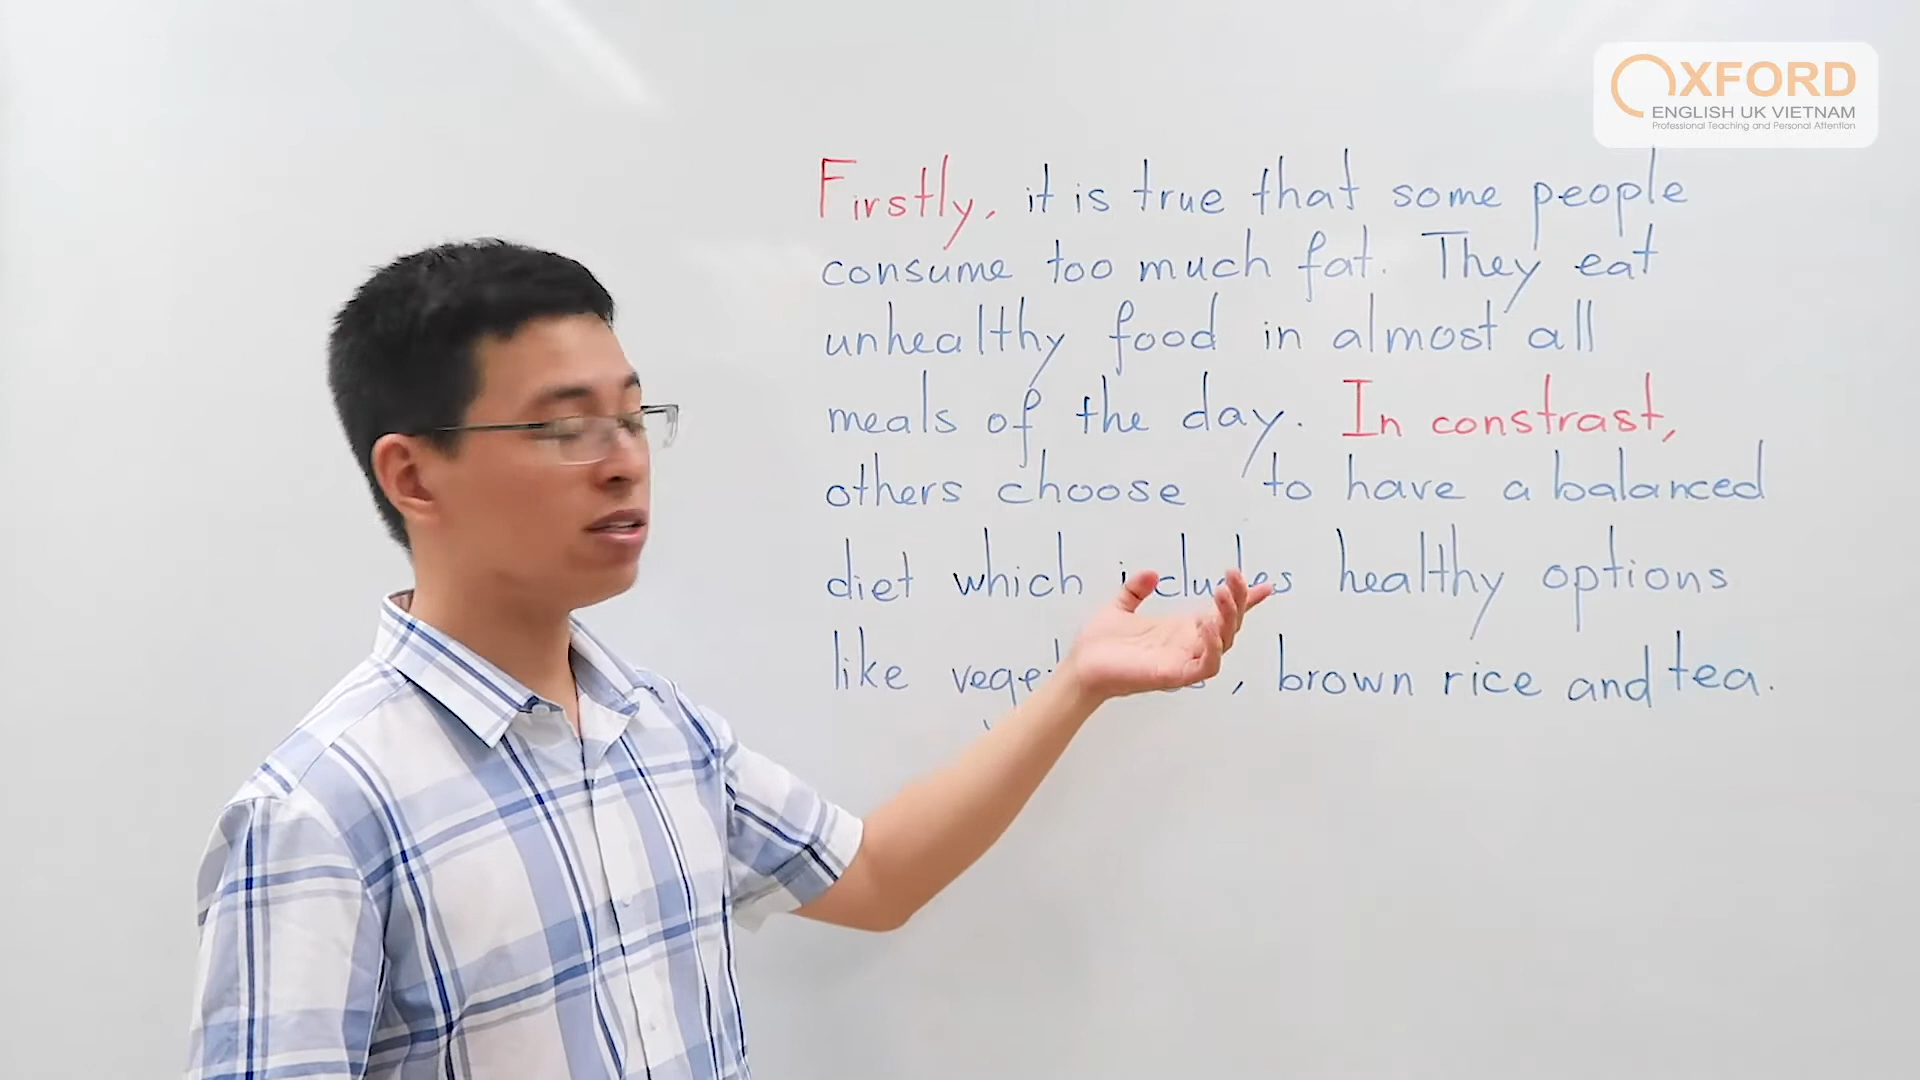 OXFORD
ENGLISH UK VIETNAM
Professional Teaching and Personal Attention
Firstly, it is true that some people
consume too much fat. They eat
unhealthy food in almost all
meals of the day. In constrast,
others choose to have a balanced
diet which includes healthy options
like , brown rice and tea.